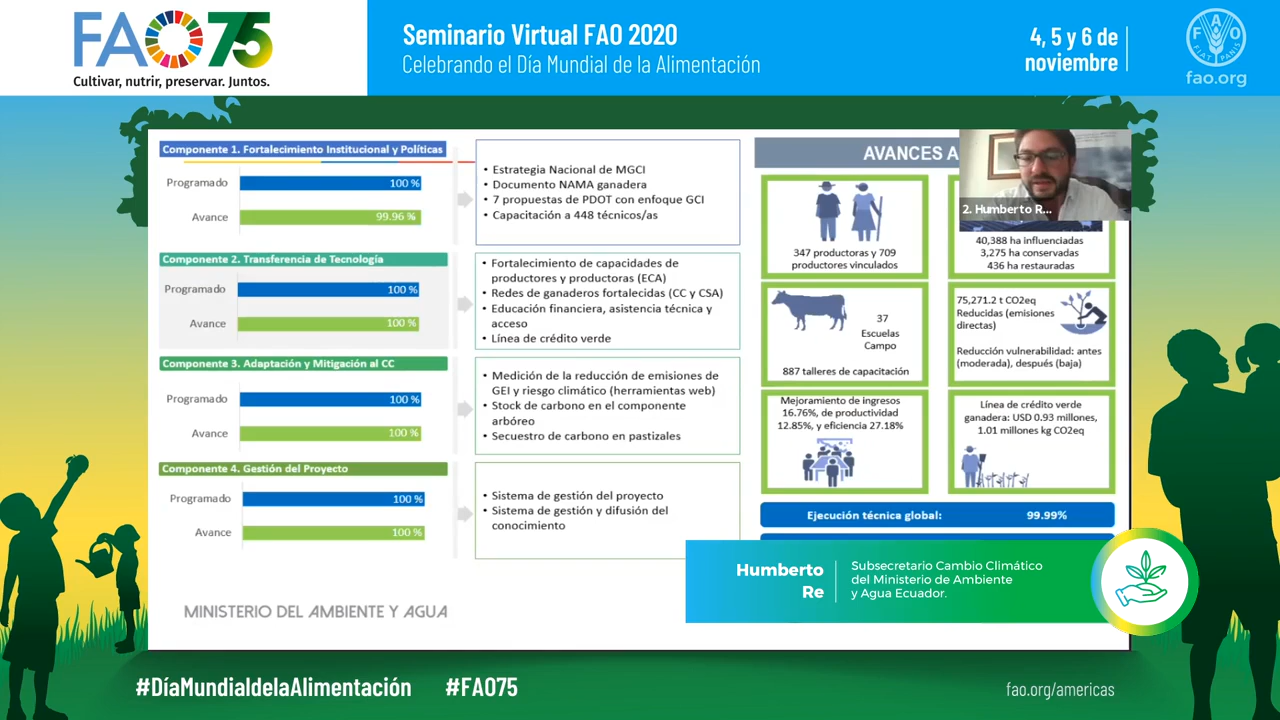 FAO75
Cultivar, nutrir, preservar. Juntos.
Seminario Virtual FAO 2020
Celebrando el Día Mundial de la Alimentación
4, 5 y 6 de
noviembre
FAO
FIAT PANIS
fao.org
Componente 1. Fortalecimiento Institucional y Políticas
Programado
100 %
Avance
99.96 %
• Estrategia Nacional de MGCI
• Documento NAMA ganadera
• 7 propuestas de PDOT con enfoque GCI
• Capacitación a 448 técnicos/as
Componente 2. Transferencia de Tecnología
Programado
100 %
Avance
100 %
• Fortalecimiento de capacidades de
productores y productoras (ECA)
• Redes de ganaderos fortalecidas (CC y CSA)
• Educación financiera, asistencia técnica y
acceso
• Línea de crédito verde
Componente 3. Adaptación y Mitigación al CC
Programado
100 %
Avance
100 %
• Medición de la reducción de emisiones de
GEI y riesgo climático (herramientas web)
• Stock de carbono en el componente
arbóreo
• Secuestro de carbono en pastizales
Componente 4. Gestión del Proyecto
Programado
100 %
Avance
100 %
• Sistema de gestión del proyecto
• Sistema de gestión y difusión del
conocimiento
AVANCES A
2. Humberto R...
347 productoras y 709
productores vinculados
40,388 ha influenciadas
3,275 ha conservadas
436 ha restauradas
37
Escuelas
Campo
887 talleres de capacitación
75,271.2 t CO2eq
Reducidas (emisiones
directas)
Reducción vulnerabilidad: antes
(moderada), después (baja)
Mejoramiento de ingresos
16.76%, de productividad
12.85%, y eficiencia 27.18%
Línea de crédito verde
ganadera: USD 0.93 millones,
1.01 millones kg CO2eq
Ejecución técnica global: 99.99%
Humberto
Re
Subsecretario Cambio Climático
del Ministerio de Ambiente
y Agua Ecuador.
MINISTERIO DEL AMBIENTE Y AGUA
#DíaMundialdelaAlimentación #FAO75
fao.org/americas